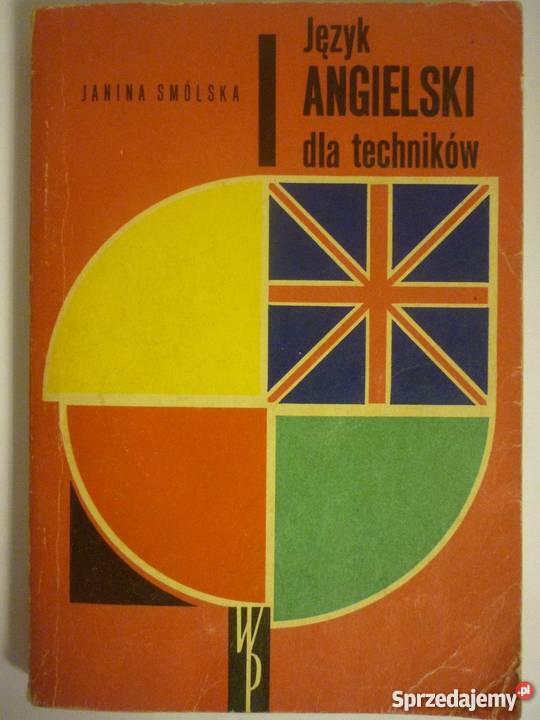 JANINA SMÓLSKA
Język
ANGIELSKI
dla techników
WP
Sprzedajemy.pl